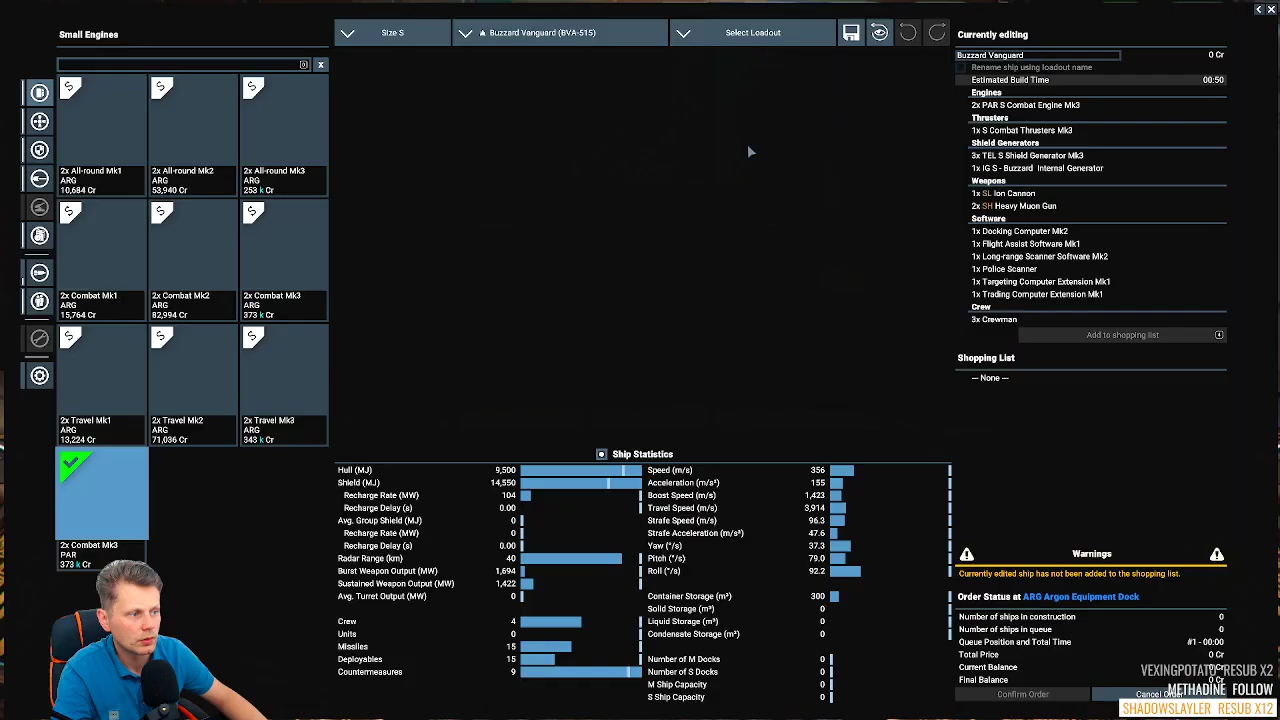 Small Engines
Size S
Buzzard Vanguard (BVA-515)
Select Loadout
x
2x All-round Mk1
ARG
10,684 Cr
2x All-round Mk2
ARG
53,940 Cr
2x All-round Mk3
ARG
253 k Cr
2x Combat Mk1
ARG
15,764 Cr
2x Combat Mk2
ARG
82,994 Cr
2x Combat Mk3
ARG
373 k Cr
2x Travel Mk1
ARG
13,224 Cr
2x Travel Mk2
ARG
71,036 Cr
2x Travel Mk3
ARG
343 k Cr
2x Combat Mk3
PAR
373 k Cr
Ship Statistics
Hull (MJ) 9,500
Shield (MJ) 14,550
Recharge Rate (MW) 104
Recharge Delay (s) 0.00
Avg. Group Shield (MJ) 0
Recharge Rate (MW) 0
Recharge Delay (s) 0.00
Radar Range (km) 40
Burst Weapon Output (MW) 1,694
Sustained Weapon Output (MW) 1,422
Avg. Turret Output (MW) 0
Crew 4
Units 0
Missiles 15
Deployables 15
Countermeasures 9
Speed (m/s) 356
Acceleration (m/s²) 155
Boost Speed (m/s) 1,423
Travel Speed (m/s) 3,914
Strafe Speed (m/s) 96.3
Strafe Acceleration (m/s²) 47.6
Yaw (°/s) 37.3
Pitch (°/s) 79.0
Roll (°/s) 92.2
Container Storage (m³) 300
Solid Storage (m³) 0
Liquid Storage (m³) 0
Condensate Storage (m³) 0
Number of M Docks 0
Number of S Docks 0
M Ship Capacity 0
S Ship Capacity 0
Currently editing
Buzzard Vanguard 0 Cr
Rename ship using loadout name
Estimated Build Time 00:50
Engines
2x PAR S Combat Engine Mk3
Thrusters
1x S Combat Thrusters Mk3
Shield Generators
3x TEL S Shield Generator Mk3
1x IG S - Buzzard Internal Generator
Weapons
1x SL Ion Cannon
2x SH Heavy Muon Gun
Software
1x Docking Computer Mk2
1x Flight Assist Software Mk1
1x Long-range Scanner Software Mk2
1x Police Scanner
1x Targeting Computer Extension Mk1
1x Trading Computer Extension Mk1
Crew
3x Crewman
Add to shopping list
Shopping List
-- None --
Warnings
Currently edited ship has not been added to the shopping list.
Order Status at ARG Argon Equipment Dock
Number of ships in construction 0
Number of ships in queue 0
Queue Position and Total Time #1 - 00:00
Total Price 0 Cr
Current Balance
Final Balance 0 Cr
Confirm Order
Cancel Order
VEXINGPOTATO RESUB X2
METHADINE FOLLOW
SHADOWSLAYLER RESUB X12